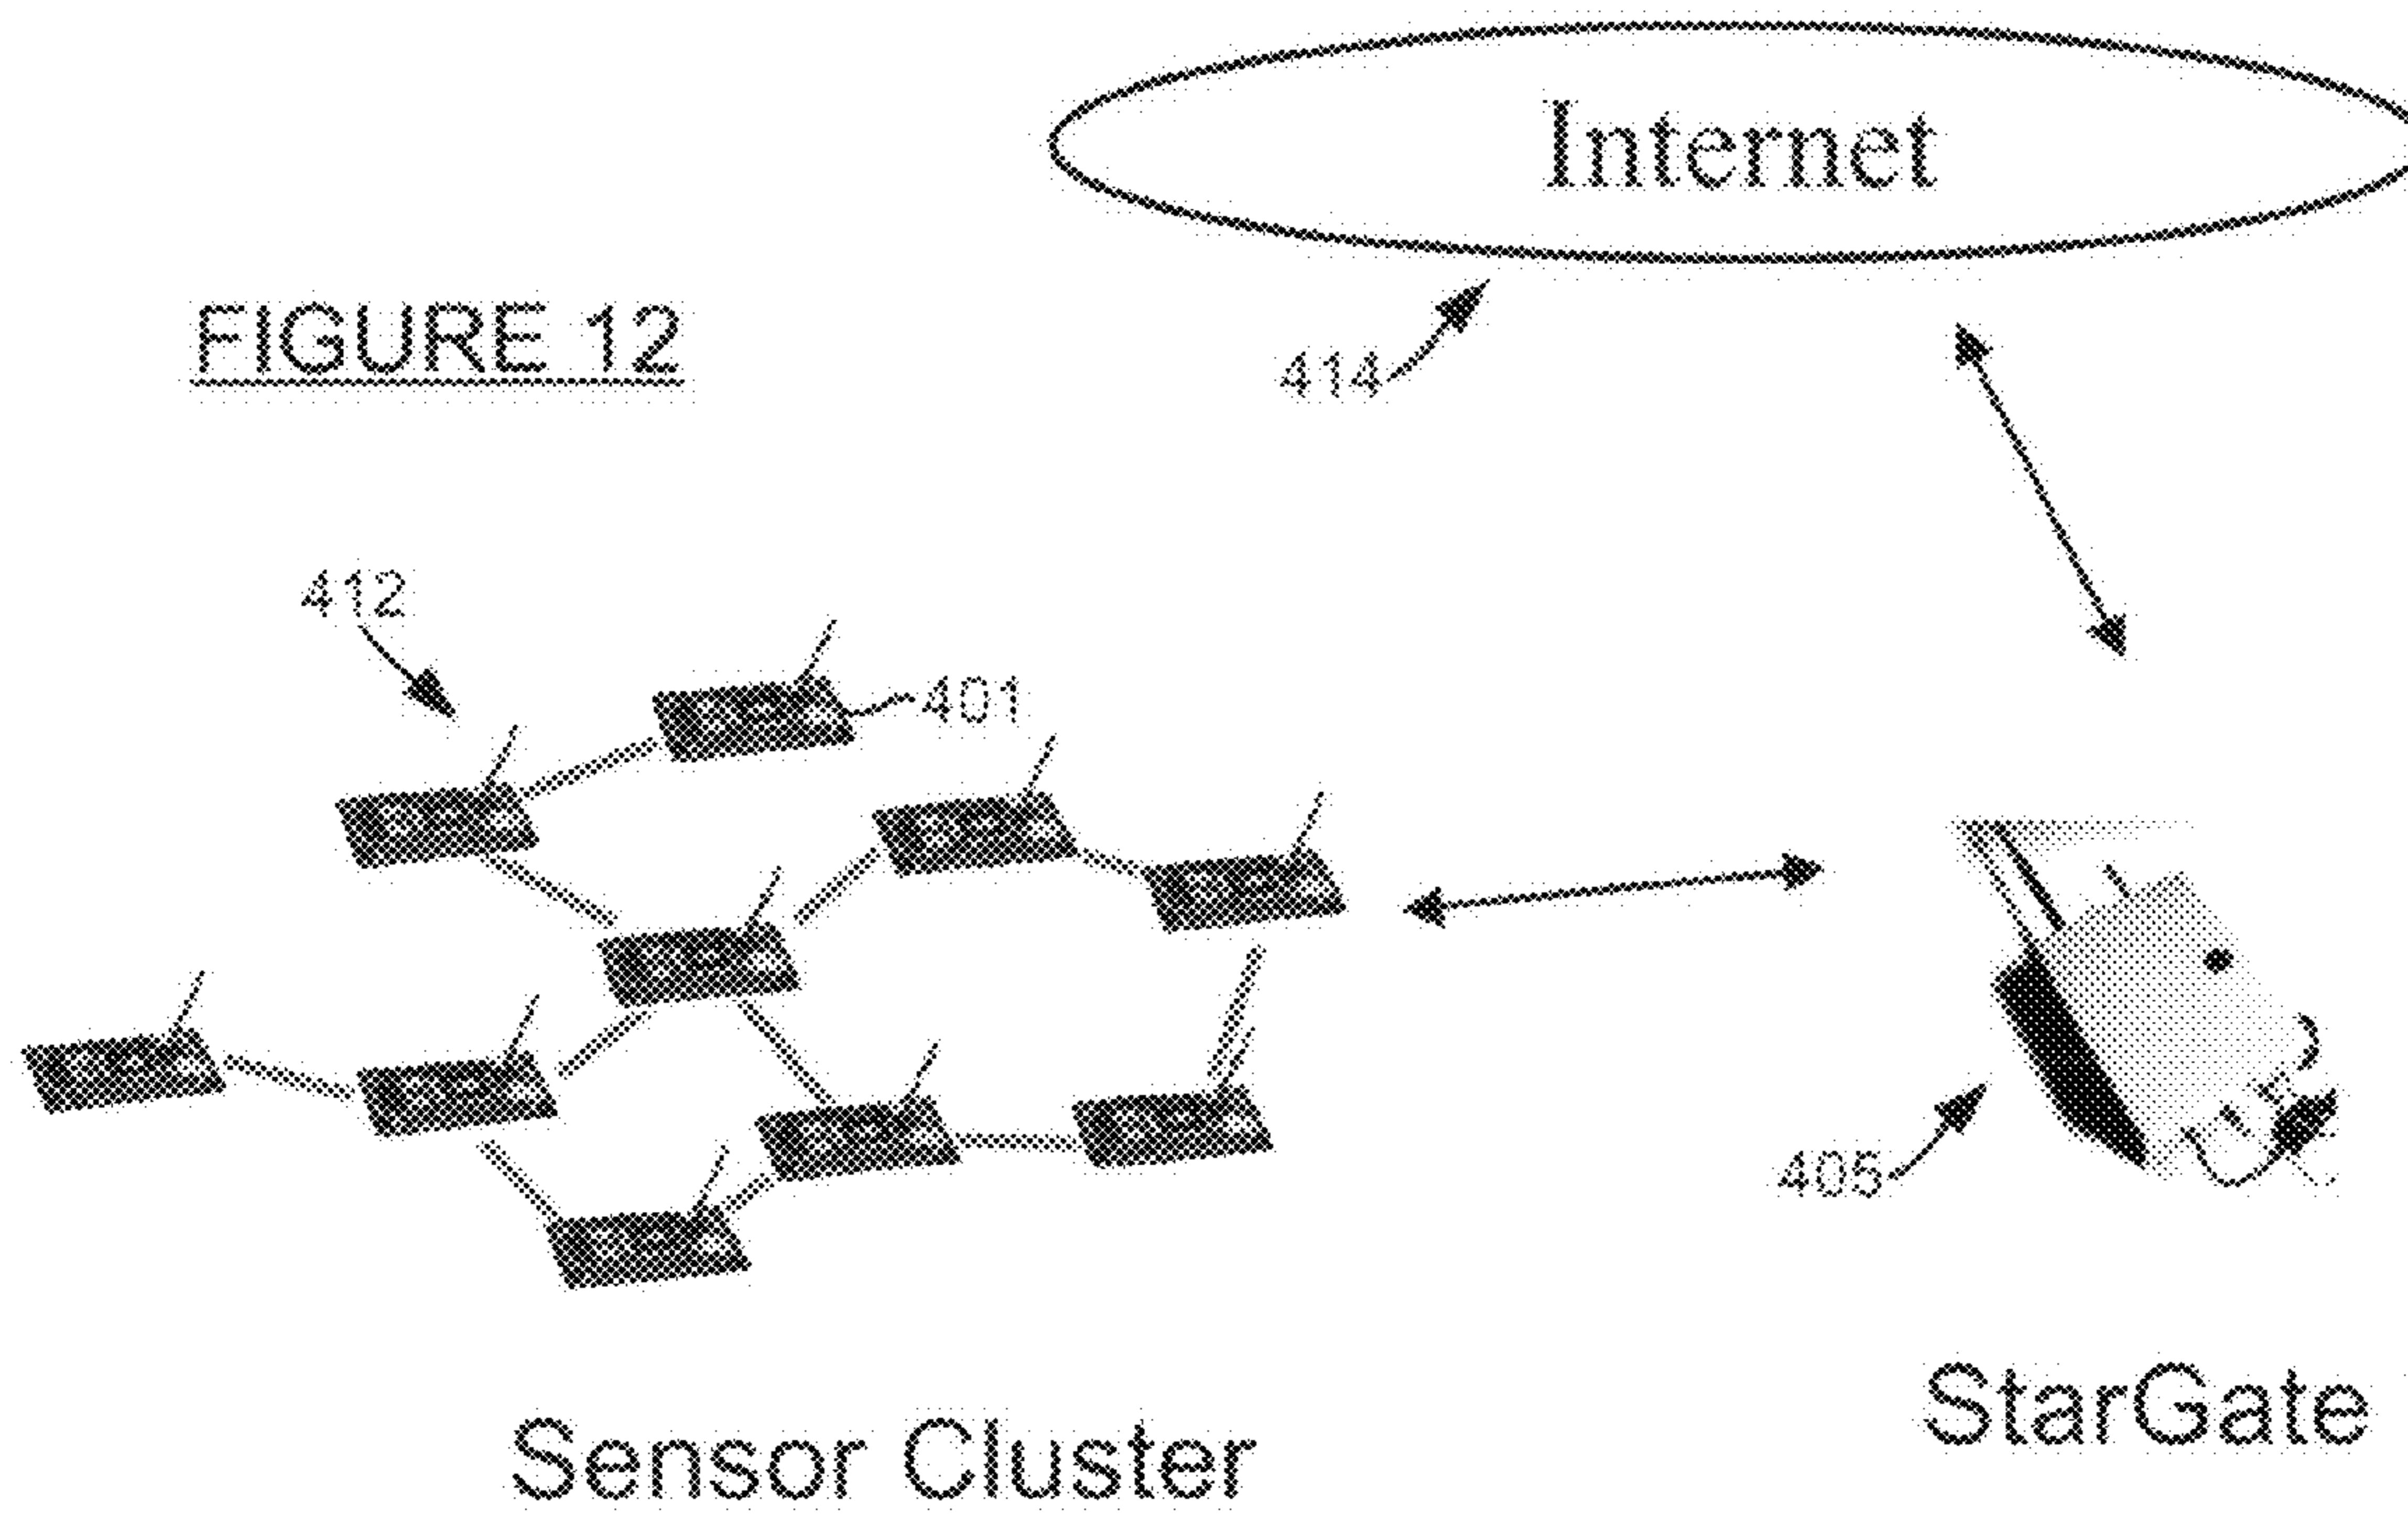 Internet
FIGURE 12
414
412
401
405
StarGate
Sensor Cluster